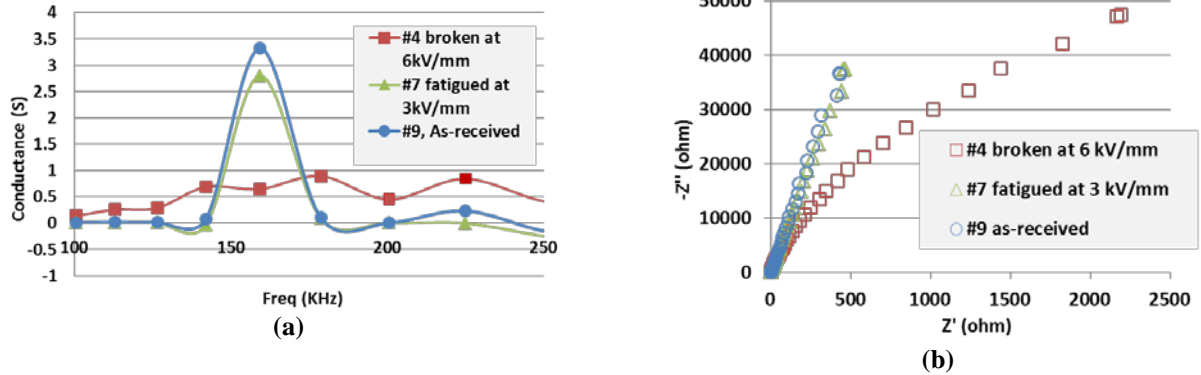 4
3.5
3
2.5
2
1.5
1
0.5
0
-0.5
-1
Conductance (S)
100
150
200
250
Freq (KHz)
#4 broken at
6kV/mm
#7 fatigued at
3kV/mm
#9, As-received
(a)
50000
40000
30000
20000
10000
0
-Z'' (ohm)
0
500
1000
1500
2000
2500
Z' (ohm)
#4 broken at 6 kV/mm
#7 fatigued at 3 kV/mm
#9 as-received
(b)